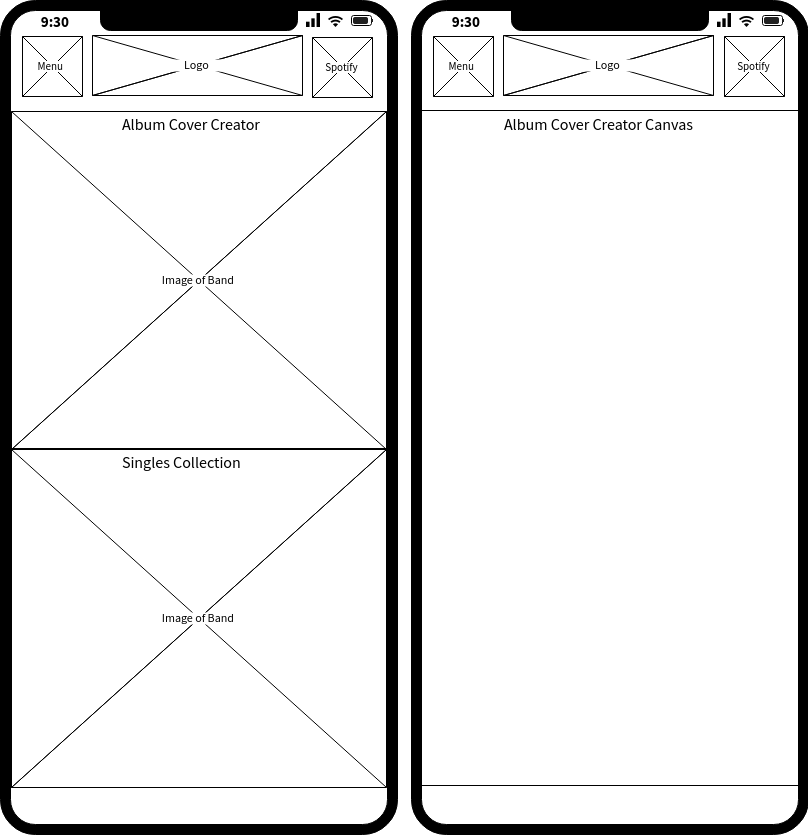 9:30
Menu
Logo
Spotify
Album Cover Creator
Image of Band
Singles Collection
Image of Band
9:30
Menu
Logo
Spotify
Album Cover Creator Canvas